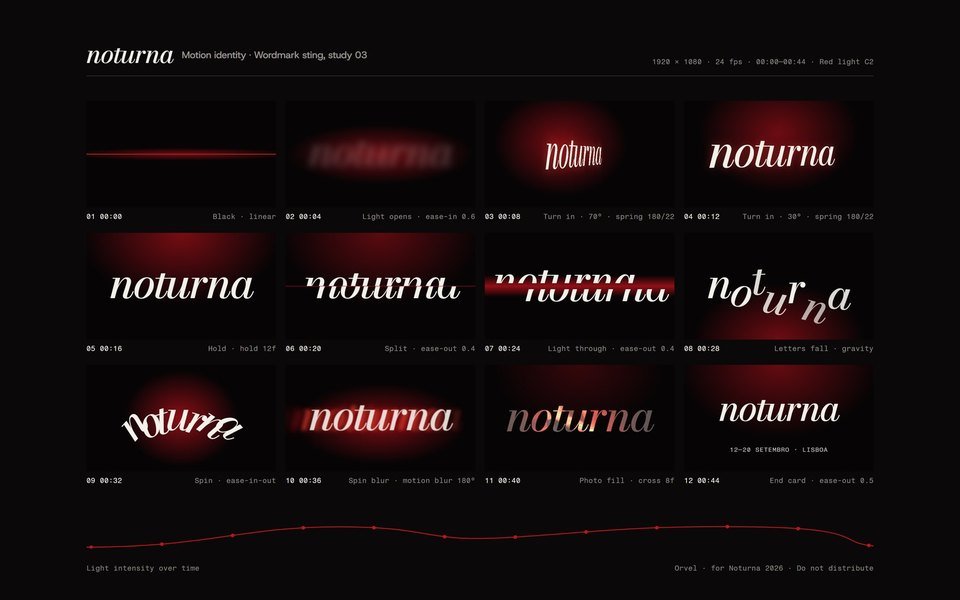 noturna Motion identity · Wordmark sting, study 03
1920 × 1080 · 24 fps · 00:00—00:44 · Red light C2
noturna
noturna
noturna
01 00:00 Black · linear
02 00:04 Light opens · ease-in 0.6
03 00:08 Turn in · 70° · spring 180/22
04 00:12 Turn in · 30° · spring 180/22
noturna
noturna
noturna
noturna
05 00:16 Hold · hold 12f
06 00:20 Split · ease-out 0.4
07 00:24 Light through · ease-out 0.4
08 00:28 Letters fall · gravity
noturna
noturna
noturna
noturna
12—20 SETEMBRO · LISBOA
09 00:32 Spin · ease-in-out
10 00:36 Spin blur · motion blur 180°
11 00:40 Photo fill · cross 8f
12 00:44 End card · ease-out 0.5
Light intensity over time
Orvel · for Noturna 2026 · Do not distribute